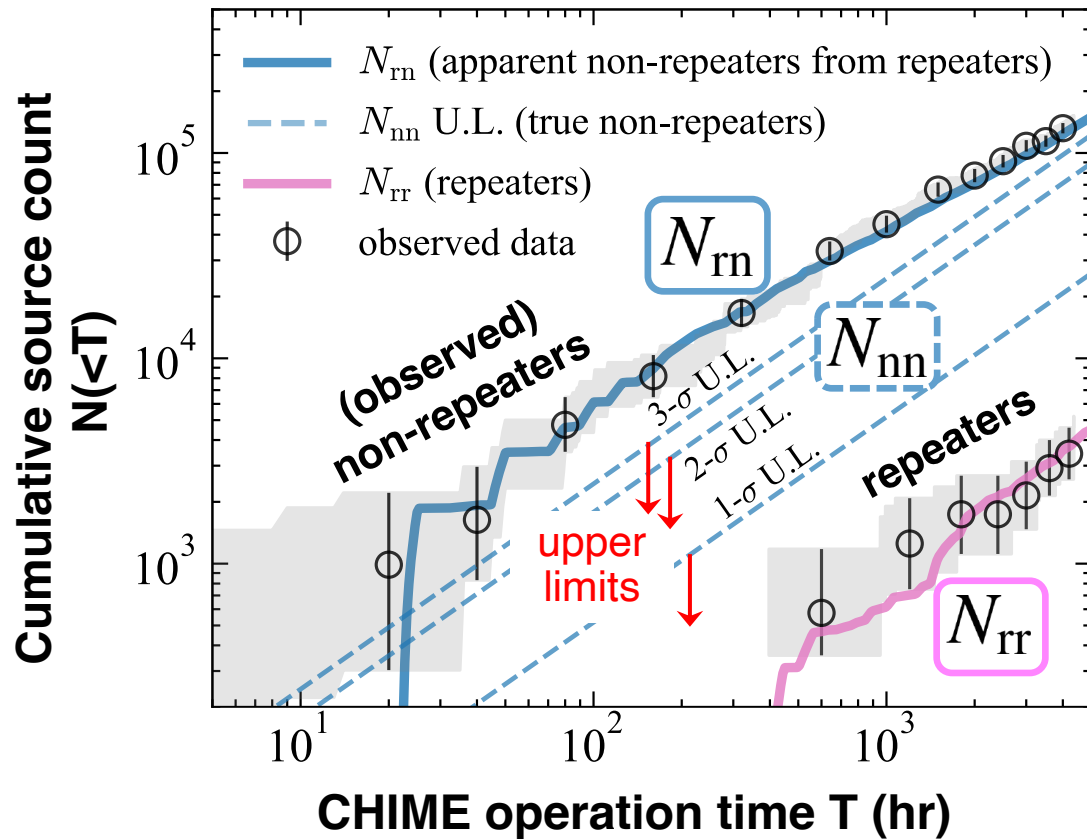 N_rn (apparent non-repeaters from repeaters)
N_nn U.L. (true non-repeaters)
N_rr (repeaters)
observed data
N_rn
N_nn
(observed)
non-repeaters
3-σ U.L.
2-σ U.L.
1-σ U.L.
repeaters
upper
limits
N_rr
Cumulative source count
N(<T)
10^5
10^4
10^3
10^1
10^2
10^3
CHIME operation time T (hr)